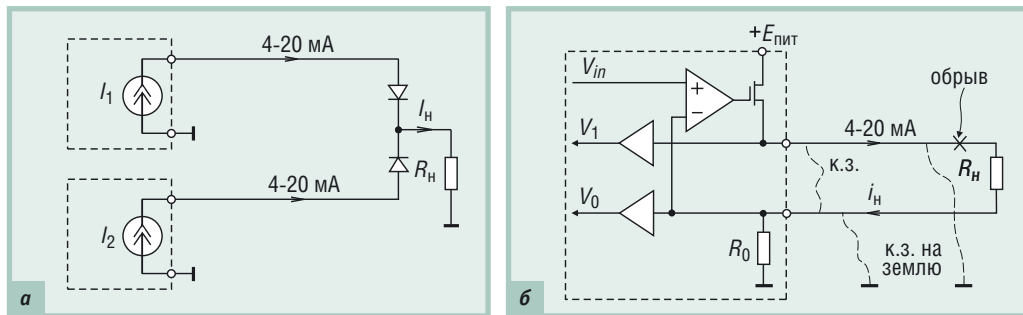 4-20 мА
I₁
Iн
Rн
4-20 мА
I₂
а
+Eпит
Vin
+
−
обрыв
V₁
4-20 мА
к.з.
Rн
V₀
iн
R₀
к.з. на
землю
б